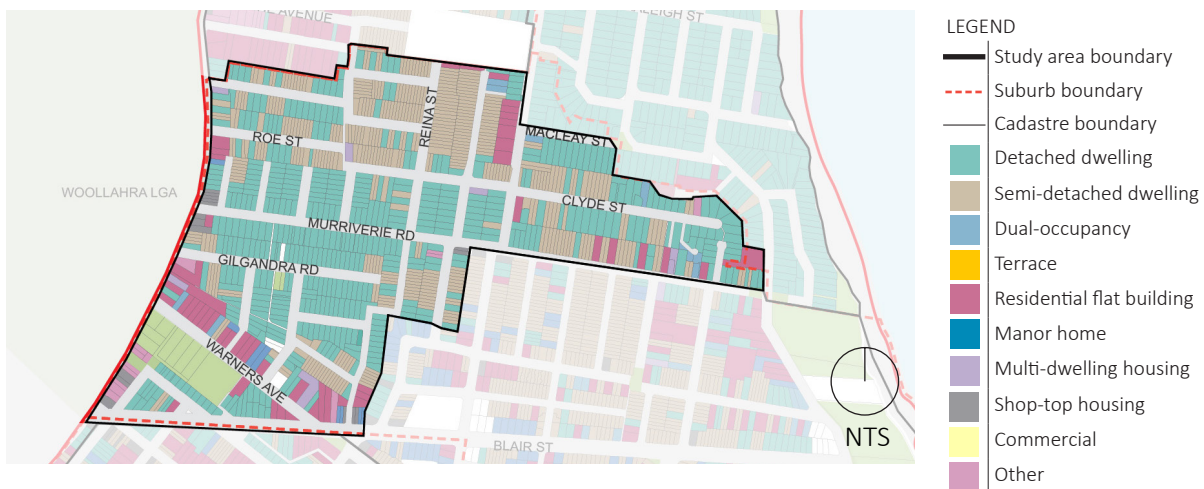 AVENUE
LEIGH ST
REINA ST
MACLEAY ST
ROE ST
WOOLLAHRA LGA
CLYDE ST
MURRIVERIE RD
GILGANDRA RD
WARNERS AVE
BLAIR ST
NTS
LEGEND
Study area boundary
Suburb boundary
Cadastre boundary
Detached dwelling
Semi-detached dwelling
Dual-occupancy
Terrace
Residential flat building
Manor home
Multi-dwelling housing
Shop-top housing
Commercial
Other